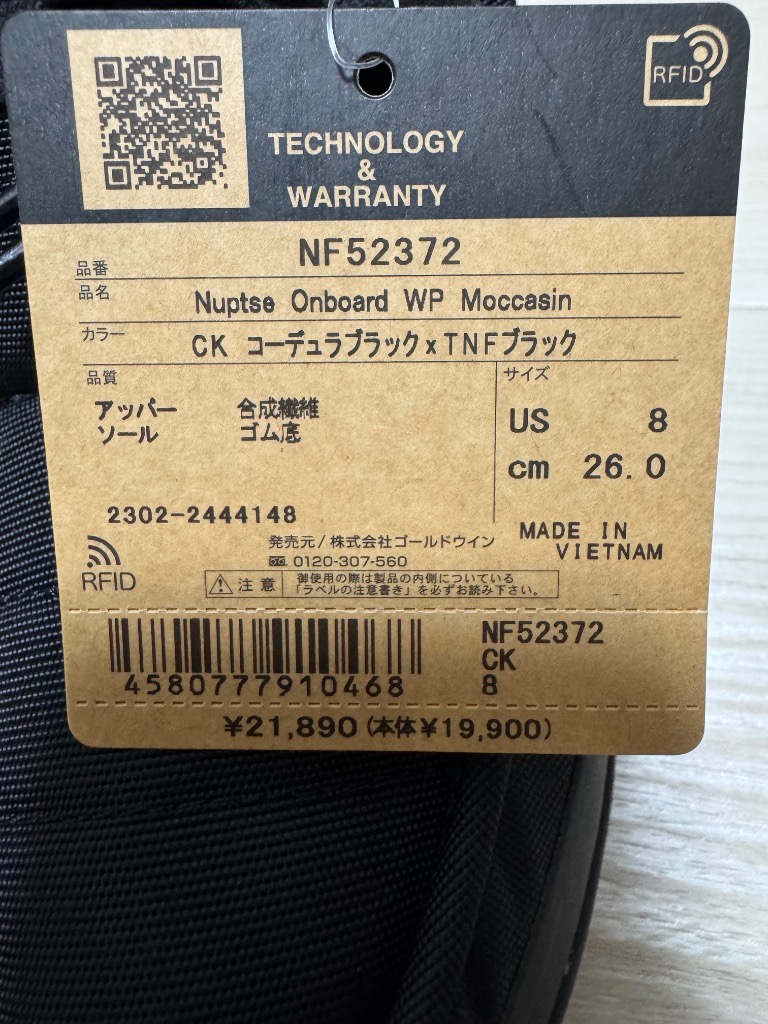 RFID
TECHNOLOGY
&
WARRANTY
品番 NF52372
品名 Nuptse Onboard WP Moccasin
カラー CK コーデュラブラックxTNFブラック
品質 サイズ
アッパー 合成繊維
ソール ゴム底
US 8
cm 26.0
2302-2444148
発売元/株式会社ゴールドウイン
0120-307-560
MADE IN
VIETNAM
RFID
注意 御使用の際は製品の内側についている
「ラベルの注意書き」を必ずお読み下さい。
NF52372
CK
8
4580777910468
¥21,890(本体¥19,900)